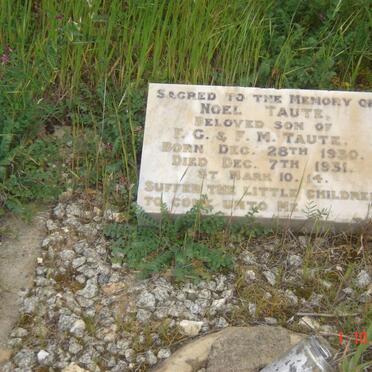 SACRED TO THE MEMORY OF
NOEL TAUTE,
BELOVED SON OF
F. G. & F. M. TAUTE.
BORN DEC. 28TH 1930.
DIED DEC. 7TH 1931.
ST MARK 10. 14.
SUFFER THE LITTLE CHILDREN
TO COME UNTO ME